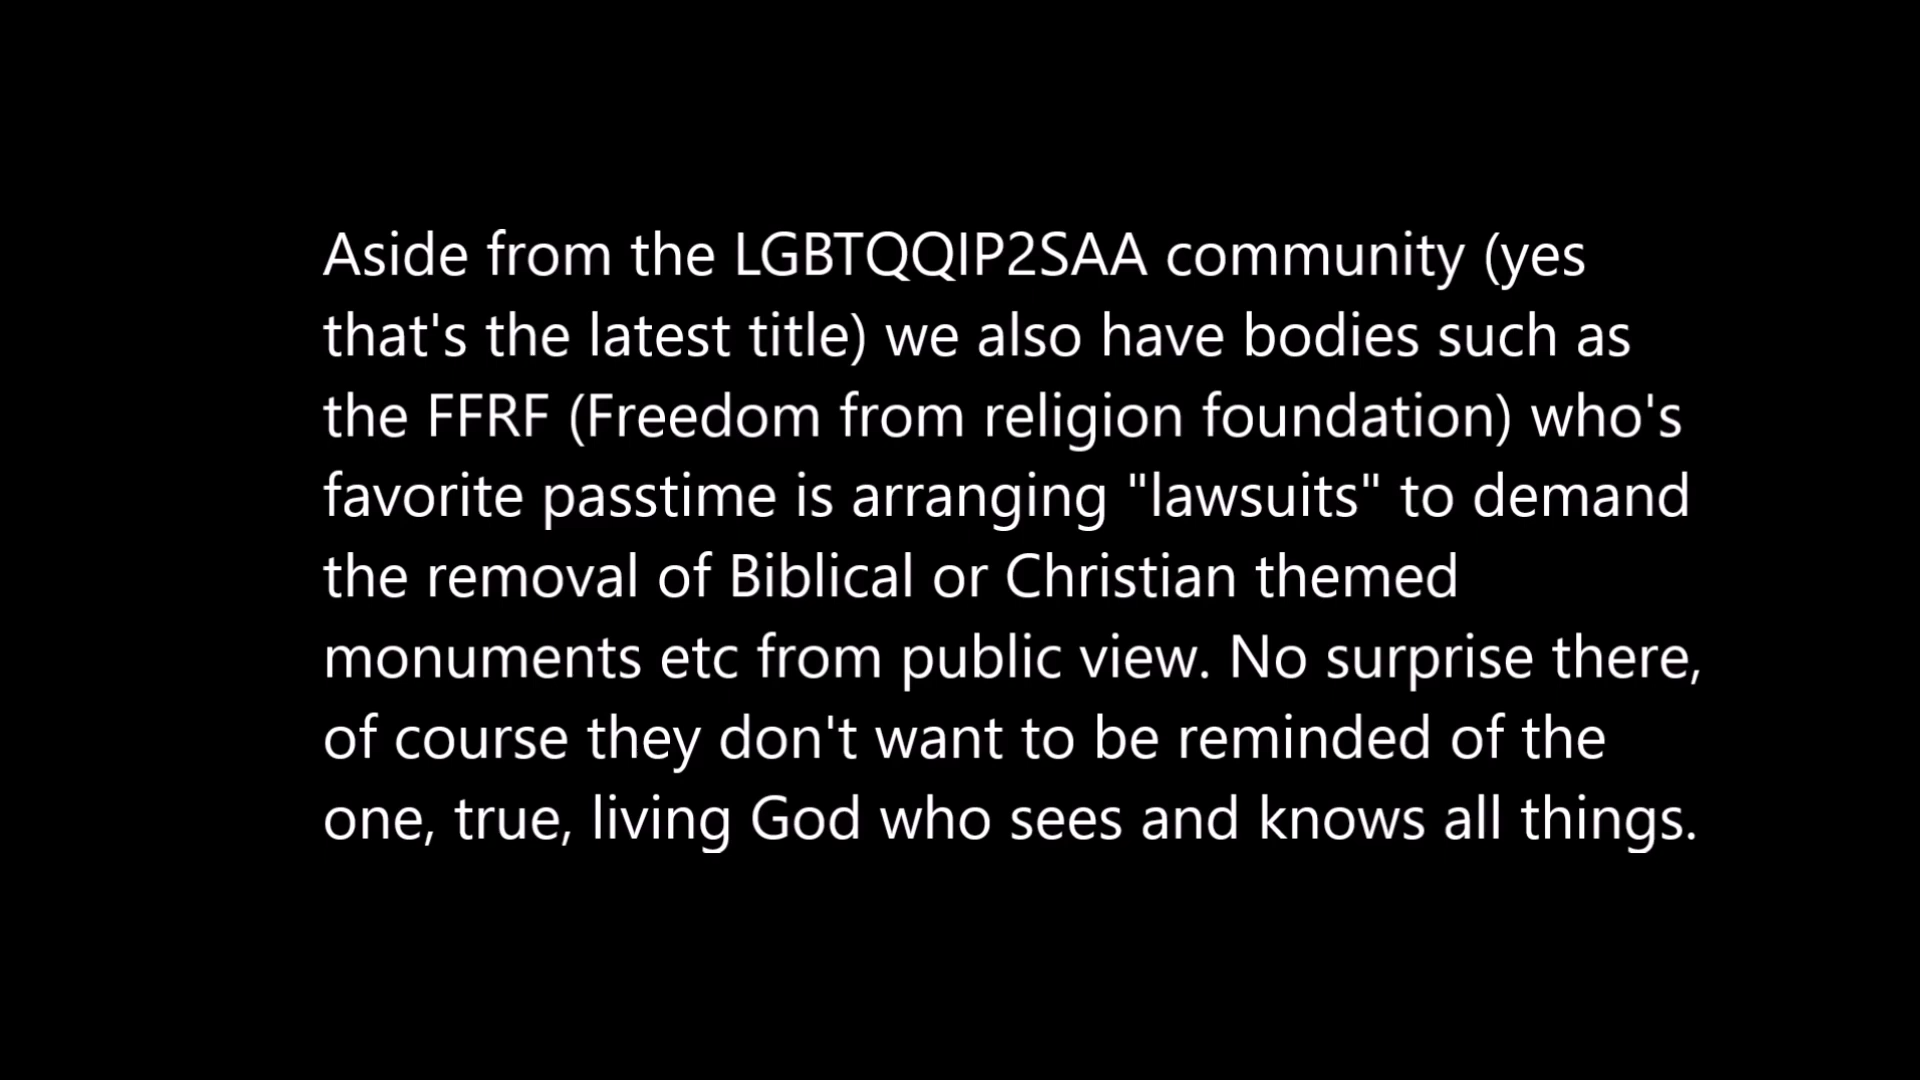 Aside from the LGBTQQIP2SAA community (yes
that's the latest title) we also have bodies such as
the FFRF (Freedom from religion foundation) who's
favorite passtime is arranging "lawsuits" to demand
the removal of Biblical or Christian themed
monuments etc from public view. No surprise there,
of course they don't want to be reminded of the
one, true, living God who sees and knows all things.